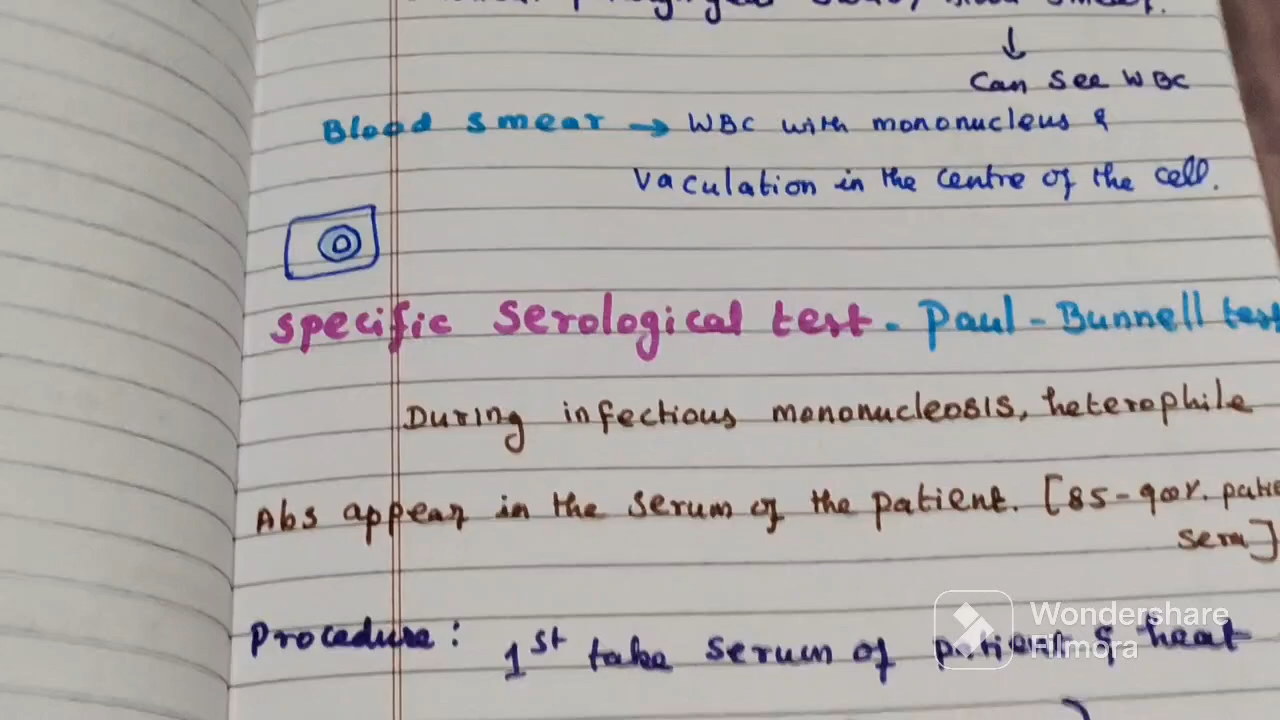 ↓
Can see WBC
Blood smear → WBC with mononucleus &
Vaculation in the centre of the cell.
Specific Serological test - Paul-Bunnell test
During infectious mononucleosis, heterophile
Abs appear in the serum of the patient. [85-90%. patie
sera]
Procedure: 1st take serum of patient & heat
Wondershare
Filmora